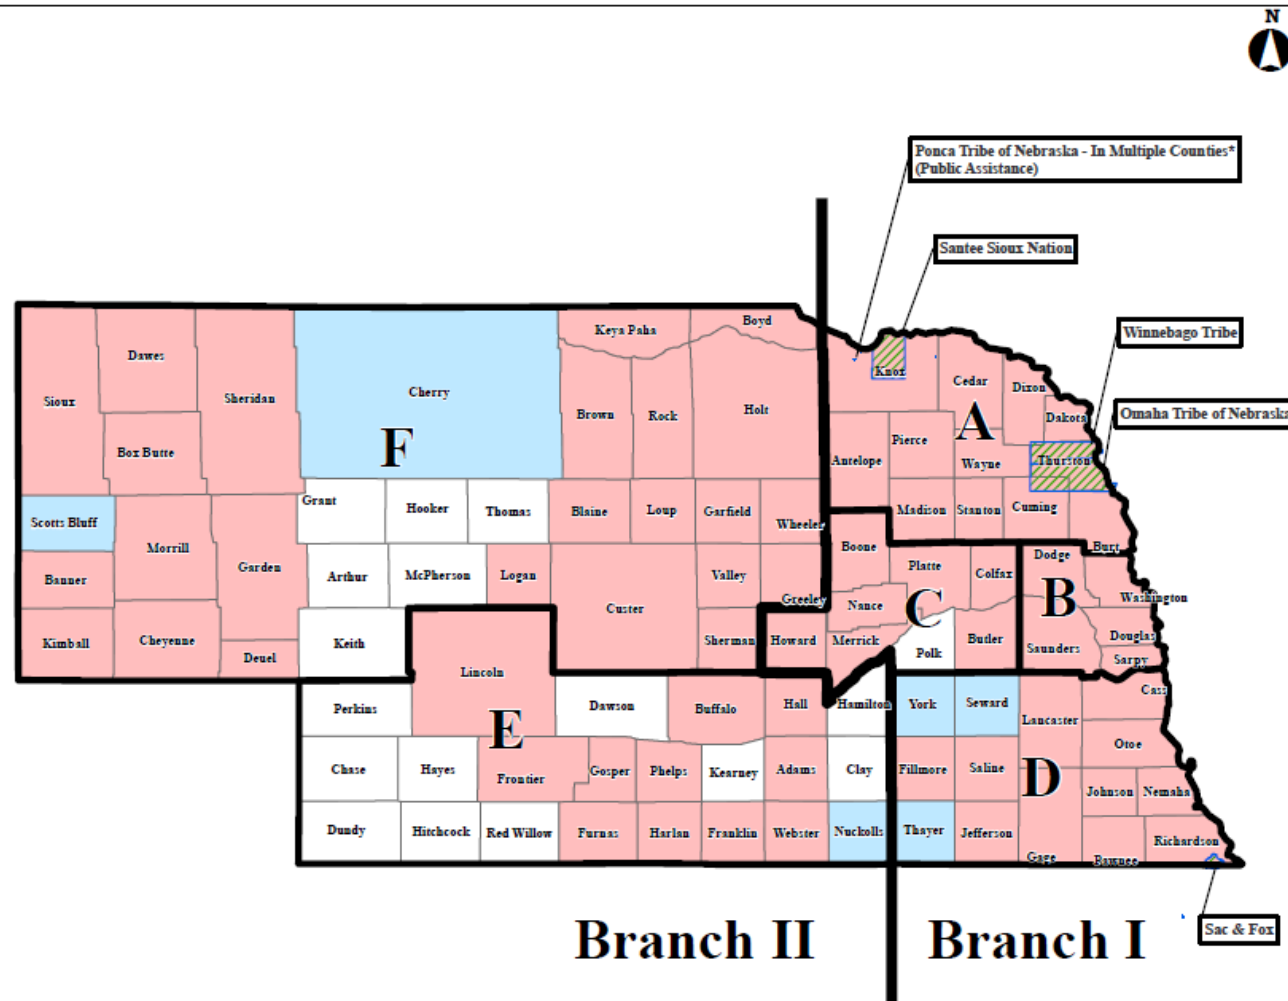 N
Ponca Tribe of Nebraska - In Multiple Counties*
(Public Assistance)
Santee Sioux Nation
Winnebago Tribe
Omaha Tribe of Nebraska
Boyd
Keya Paha
Dawes
Cherry
Sioux
Sheridan
Brown
Rock
Holt
Knox
Cedar
Dixon
Dakota
F
A
Box Butte
Antelope
Pierce
Wayne
Thurston
Scotts Bluff
Grant
Hooker
Thomas
Blaine
Loup
Garfield
Wheeler
Madison
Stanton
Cuming
Burt
Morrill
Garden
Banner
Arthur
McPherson
Logan
Custer
Valley
Greeley
Boone
Platte
Colfax
Dodge
Washington
Nance
C
B
Kimball
Cheyenne
Deuel
Keith
Lincoln
Sherman
Howard
Merrick
Polk
Butler
Saunders
Douglas
Sarpy
Perkins
E
Dawson
Buffalo
Hall
Hamilton
York
Seward
Lancaster
Cass
Otoe
Chase
Hayes
Frontier
Gosper
Phelps
Kearney
Adams
Clay
Fillmore
Saline
D
Johnson
Nemaha
Dundy
Hitchcock
Red Willow
Furnas
Harlan
Franklin
Webster
Nuckolls
Thayer
Jefferson
Gage
Pawnee
Richardson
Branch II
Branch I
Sac & Fox